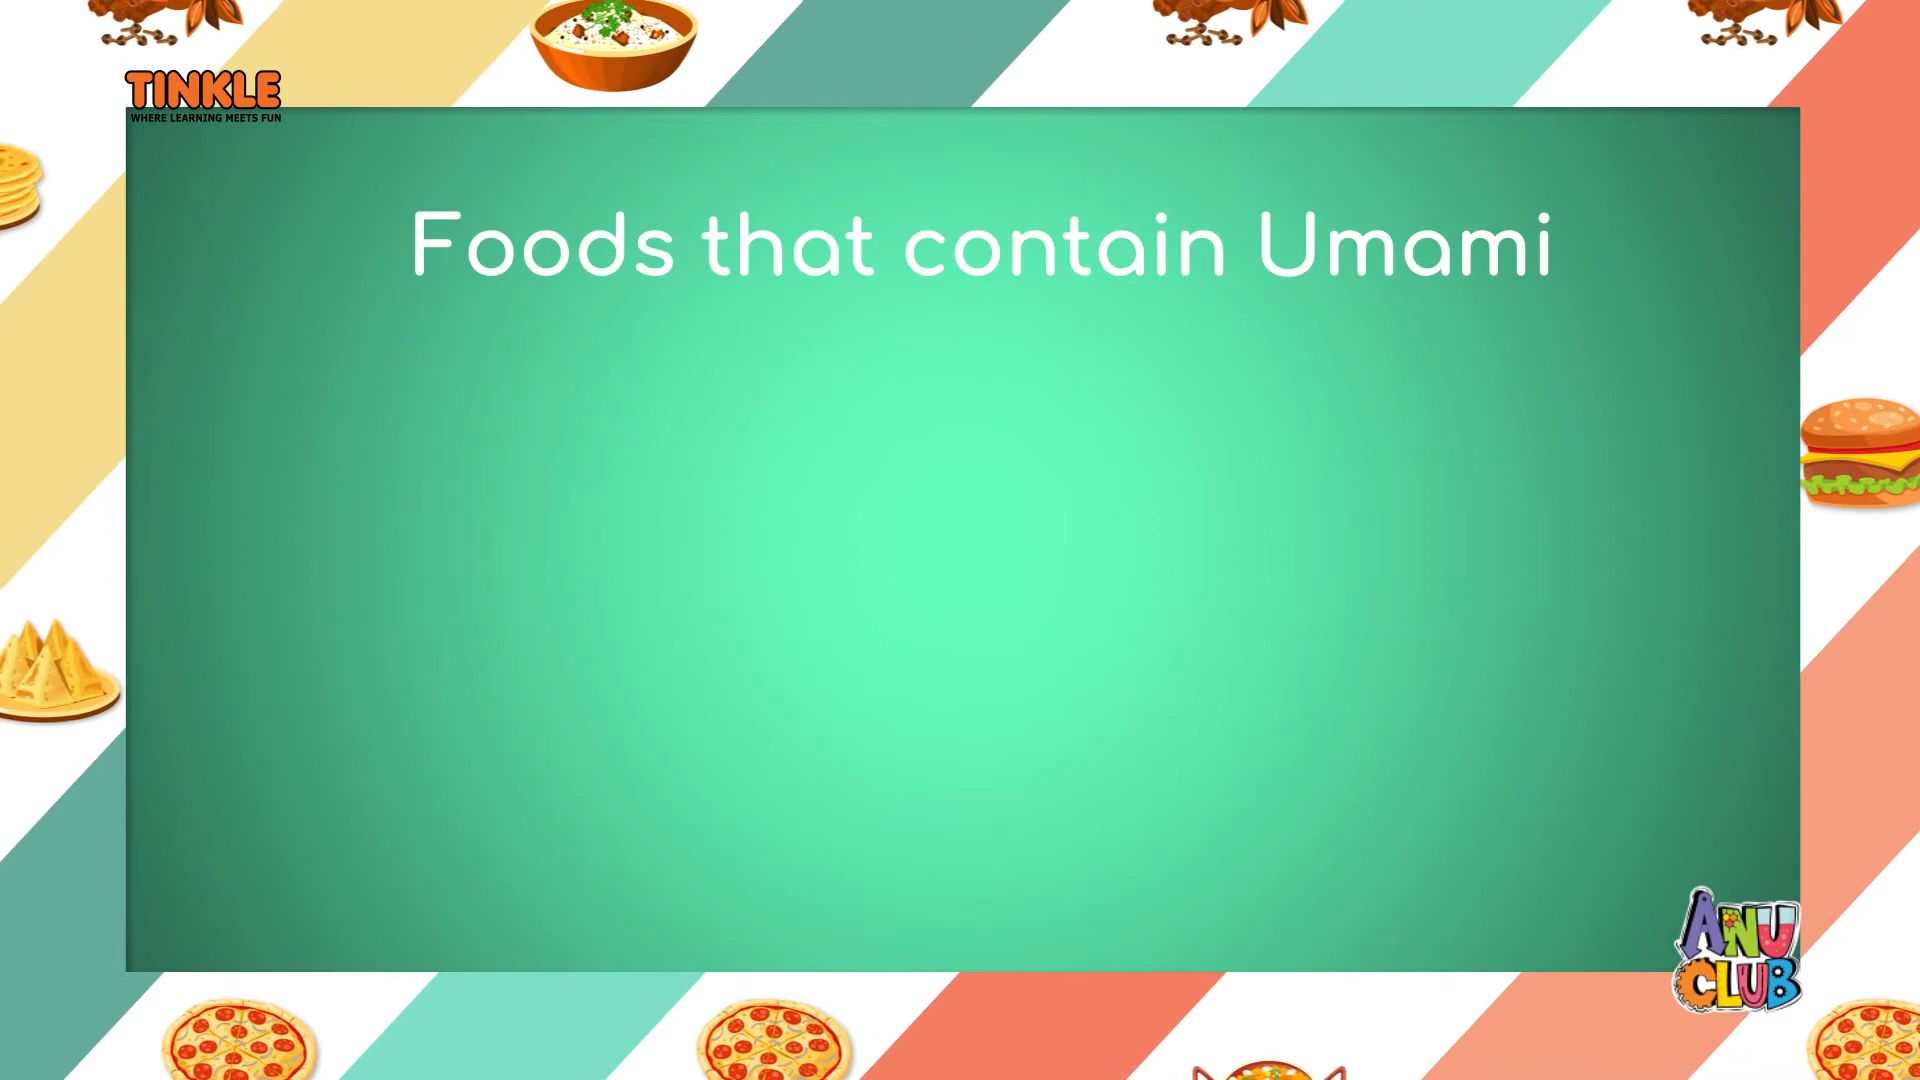 TINKLE
WHERE LEARNING MEETS FUN
Foods that contain Umami
ANU
CLUB